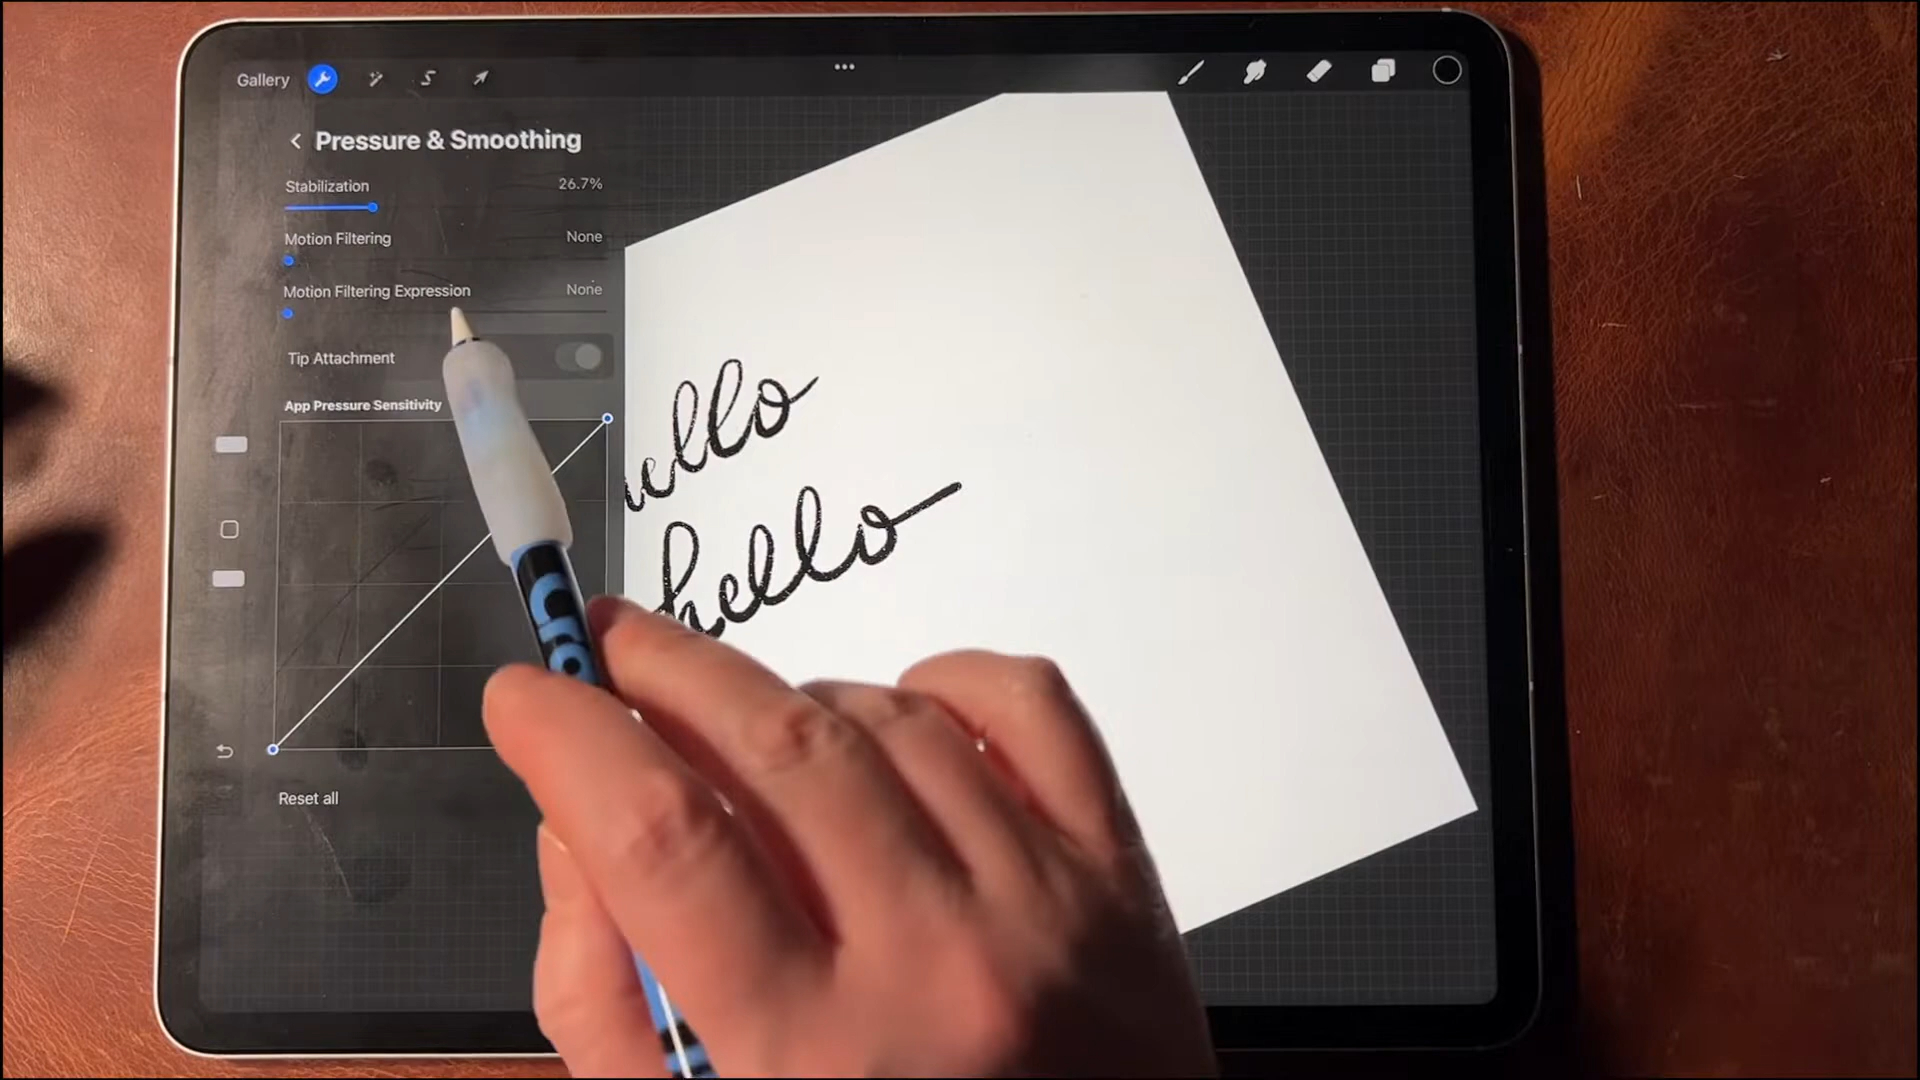 Gallery
Pressure & Smoothing
Stabilization 26.7%
Motion Filtering None
Motion Filtering Expression None
Tip Attachment
App Pressure Sensitivity
Reset all
hello
hello